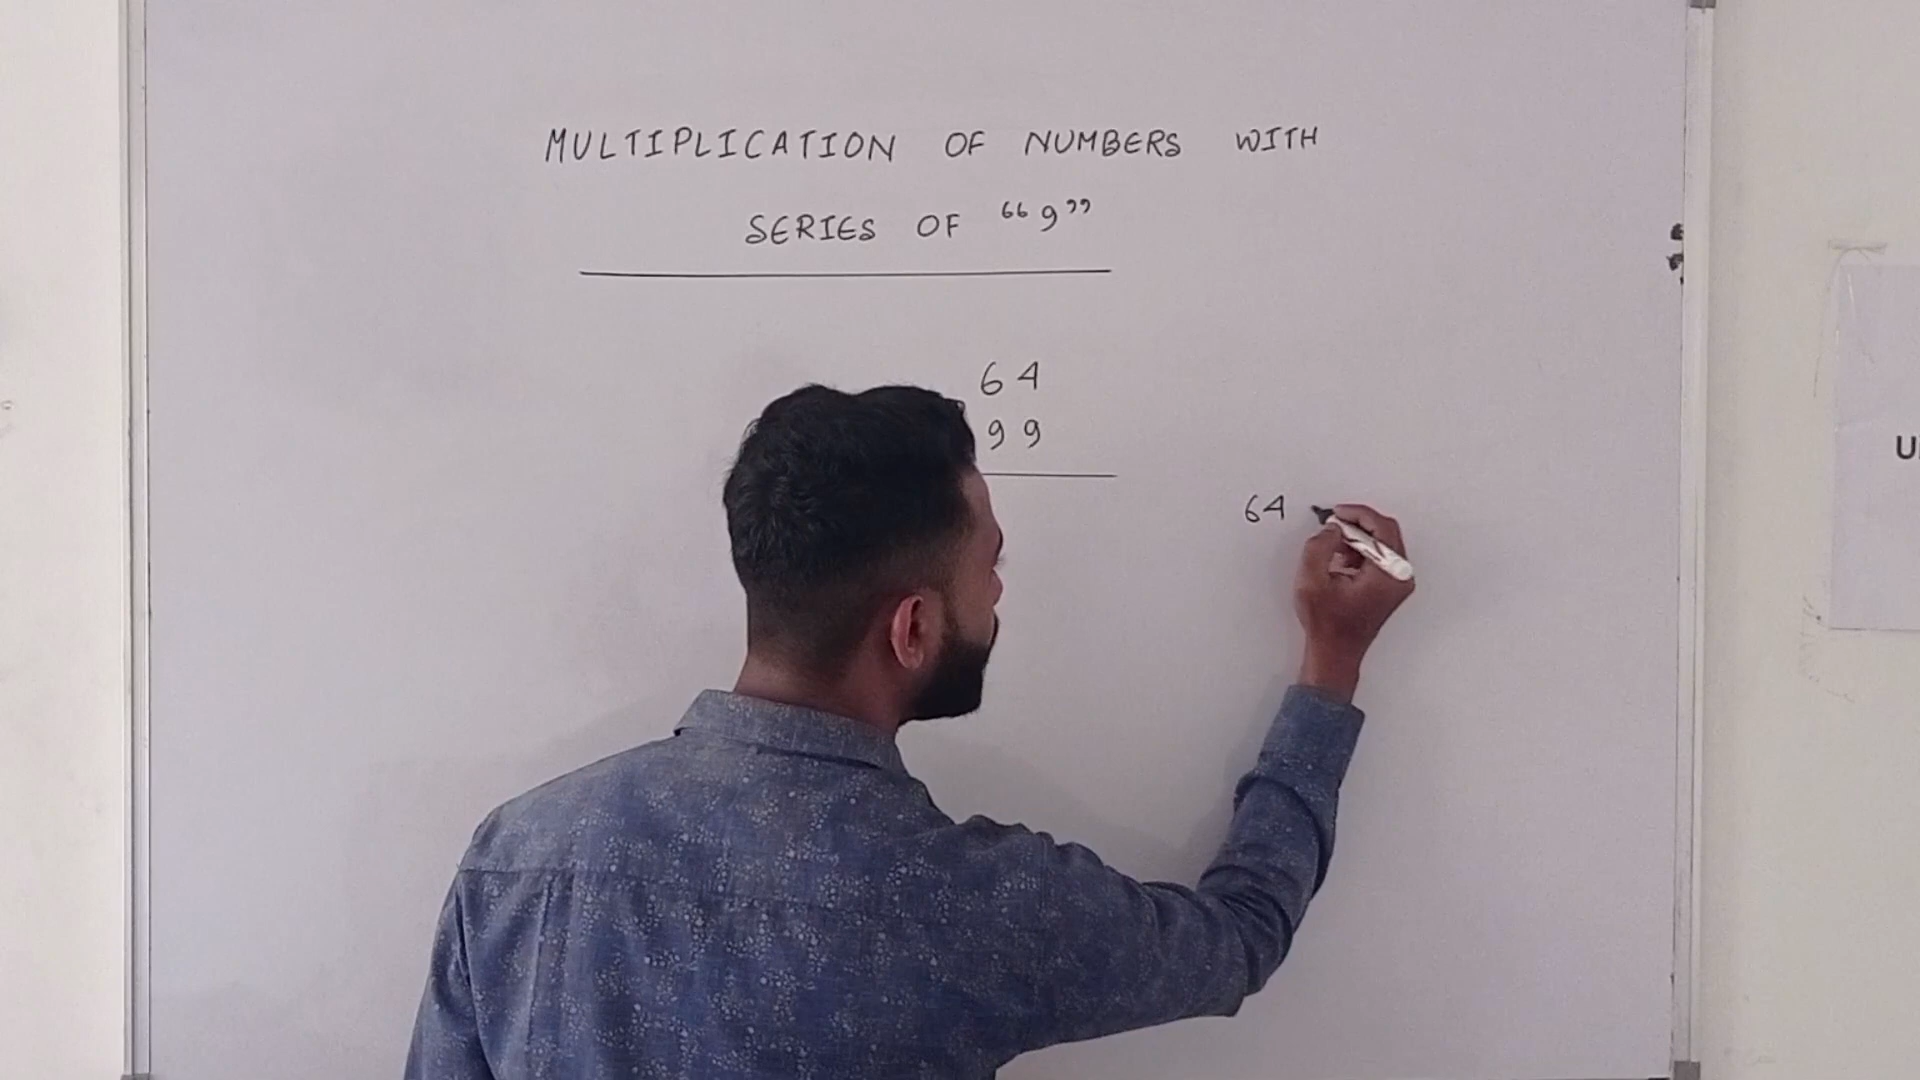 MULTIPLICATION OF NUMBERS WITH
SERIES OF “9”
64
99
64